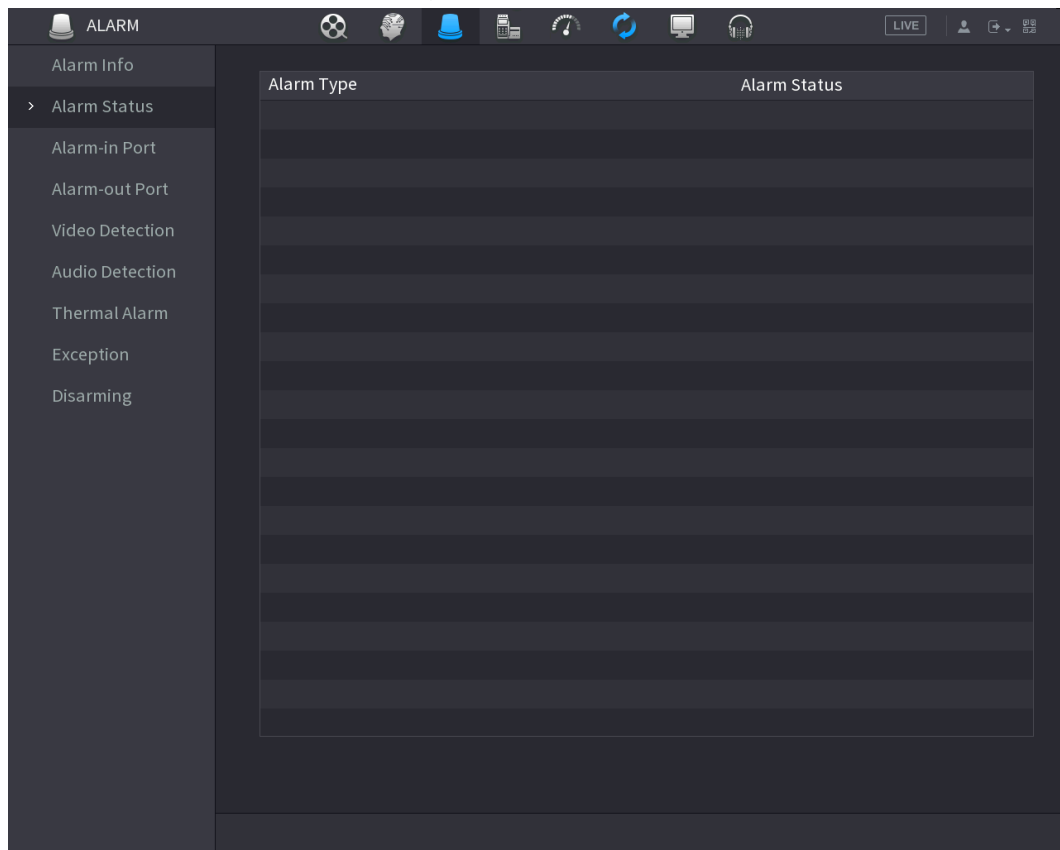 ALARM
LIVE
Alarm Info
Alarm Status
Alarm-in Port
Alarm-out Port
Video Detection
Audio Detection
Thermal Alarm
Exception
Disarming
Alarm Type Alarm Status